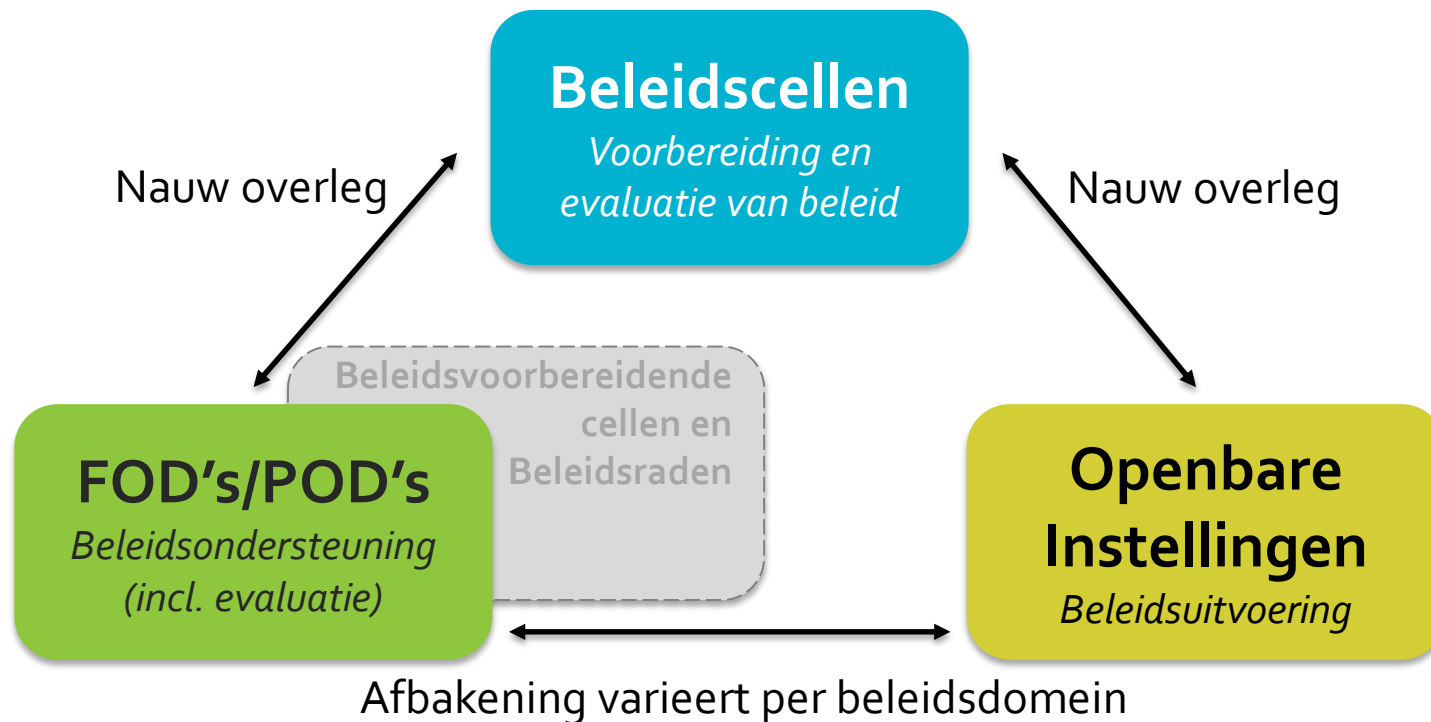 Beleidscellen
Voorbereiding en
evaluatie van beleid
Nauw overleg
Nauw overleg
Beleidsvoorbereidende
cellen en
Beleidsraden
FOD's/POD's
Beleidsondersteuning
(incl. evaluatie)
Openbare
Instellingen
Beleidsuitvoering
Afbakening varieert per beleidsdomein